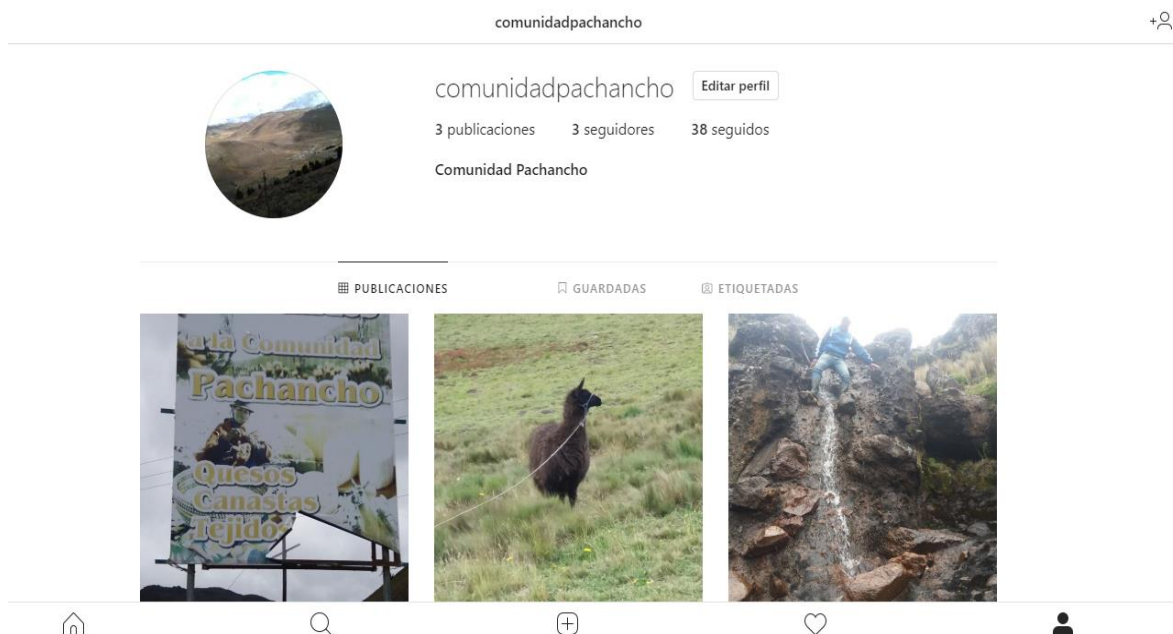 comunidadpachancho
comunidadpachancho Editar perfil
3 publicaciones 3 seguidores 38 seguidos
Comunidad Pachancho
PUBLICACIONES GUARDADAS ETIQUETADAS
a la Comunidad
Pachancho
Quesos
Canastas
Tejidos